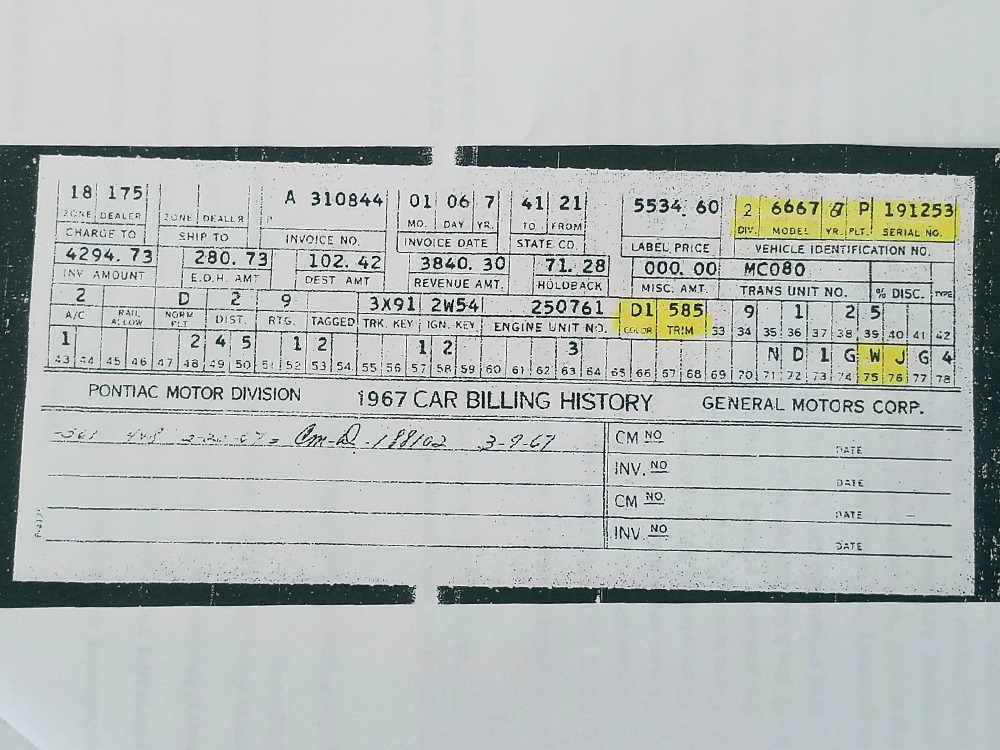 18 175 A 310844 01 06 7 41 21 5534.60 2 6667 P 191253
ZONE DEALER ZONE DEALER MO. DAY YR. TO FROM DIV. MODEL YR. PLT. SERIAL NO.
CHARGE TO SHIP TO INVOICE NO. INVOICE DATE STATE CD. LABEL PRICE VEHICLE IDENTIFICATION NO.
4294.73 280.73 102.42 3840.30 71.28 000.00 MC080
INV AMOUNT E.O.H. AMT DEST AMT REVENUE AMT. HOLDBACK MISC. AMT. TRANS UNIT NO. % DISC. TYPE
2 D 2 9 3X91 2W54 250761 D1 585 9 1 2 5
A/C RAIL ALLOW NORM PLT DIST. RTG. TAGGED TRK. KEY IGN. KEY ENGINE UNIT NO. COLOR TRIM 33 34 35 36 37 38 39 40 41 42
1 2 4 5 1 2 1 2 3 N D 1 G W J G 4
43 44 45 46 47 48 49 50 51 52 53 54 55 56 57 58 59 60 61 62 63 64 65 66 67 68 69 70 71 72 73 74 75 76 77 78
PONTIAC MOTOR DIVISION 1967 CAR BILLING HISTORY GENERAL MOTORS CORP.
Cm-D-188102 3-9-67 CM NO. DATE
INV. NO. DATE
CM NO. DATE
INV. NO. DATE